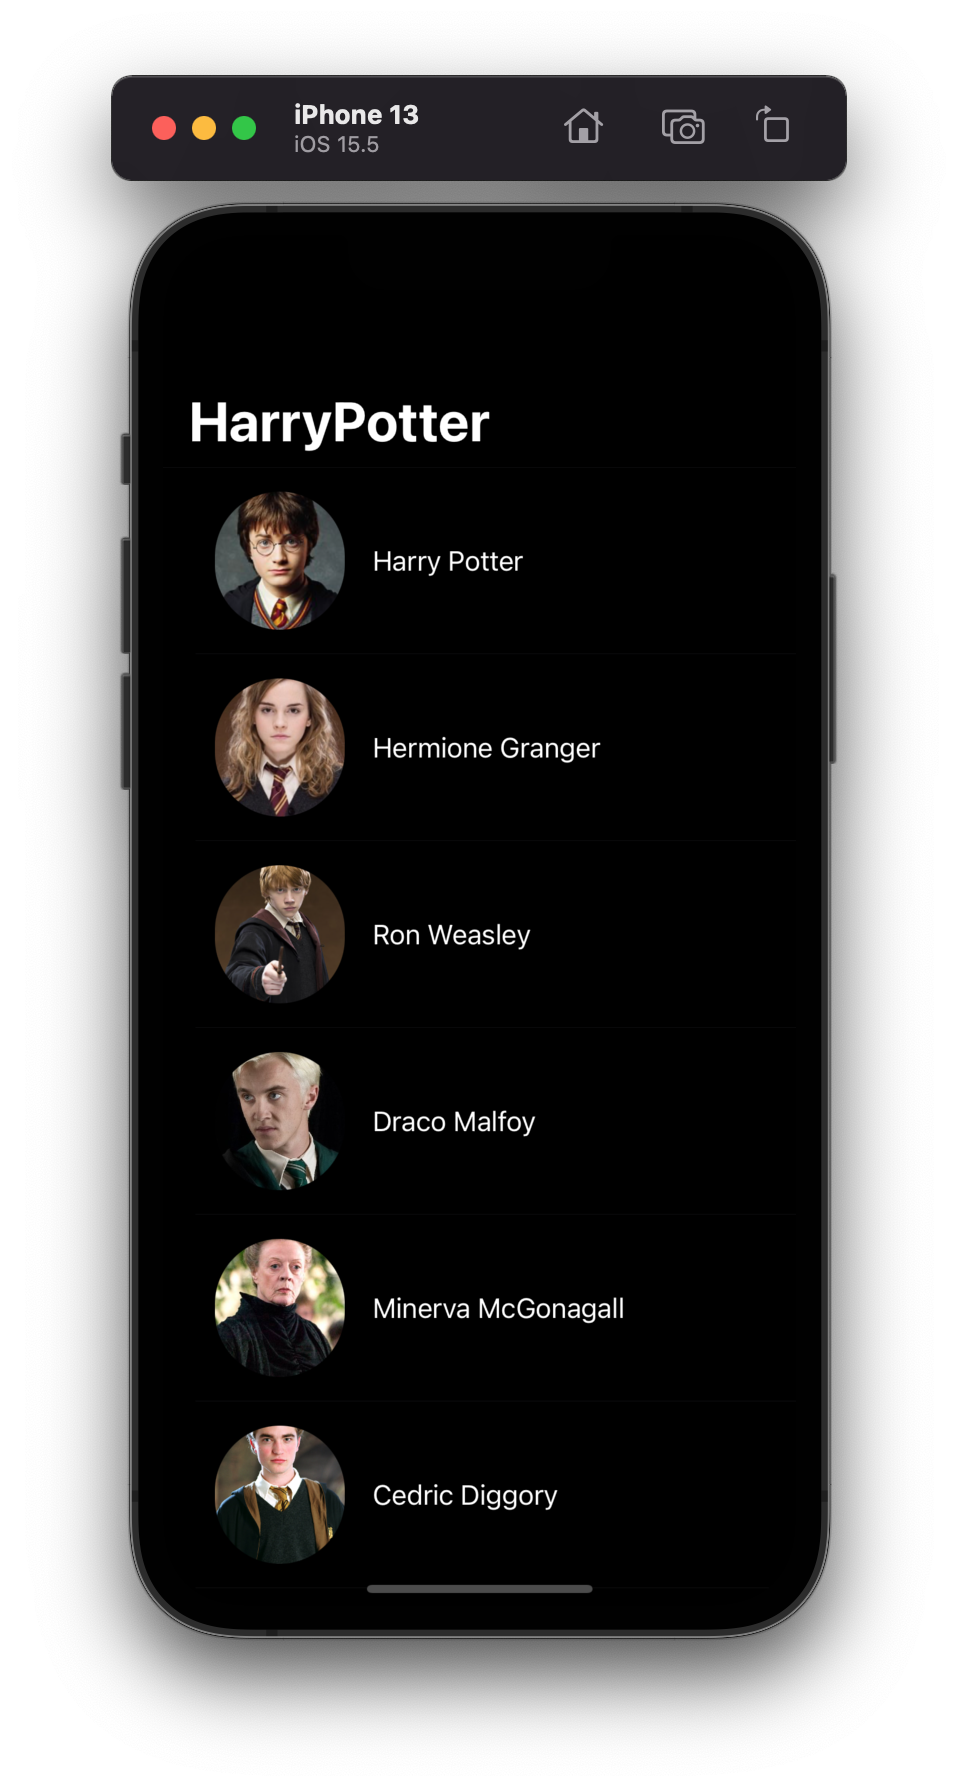 iPhone 13
iOS 15.5
HarryPotter
Harry Potter
Hermione Granger
Ron Weasley
Draco Malfoy
Minerva McGonagall
Cedric Diggory